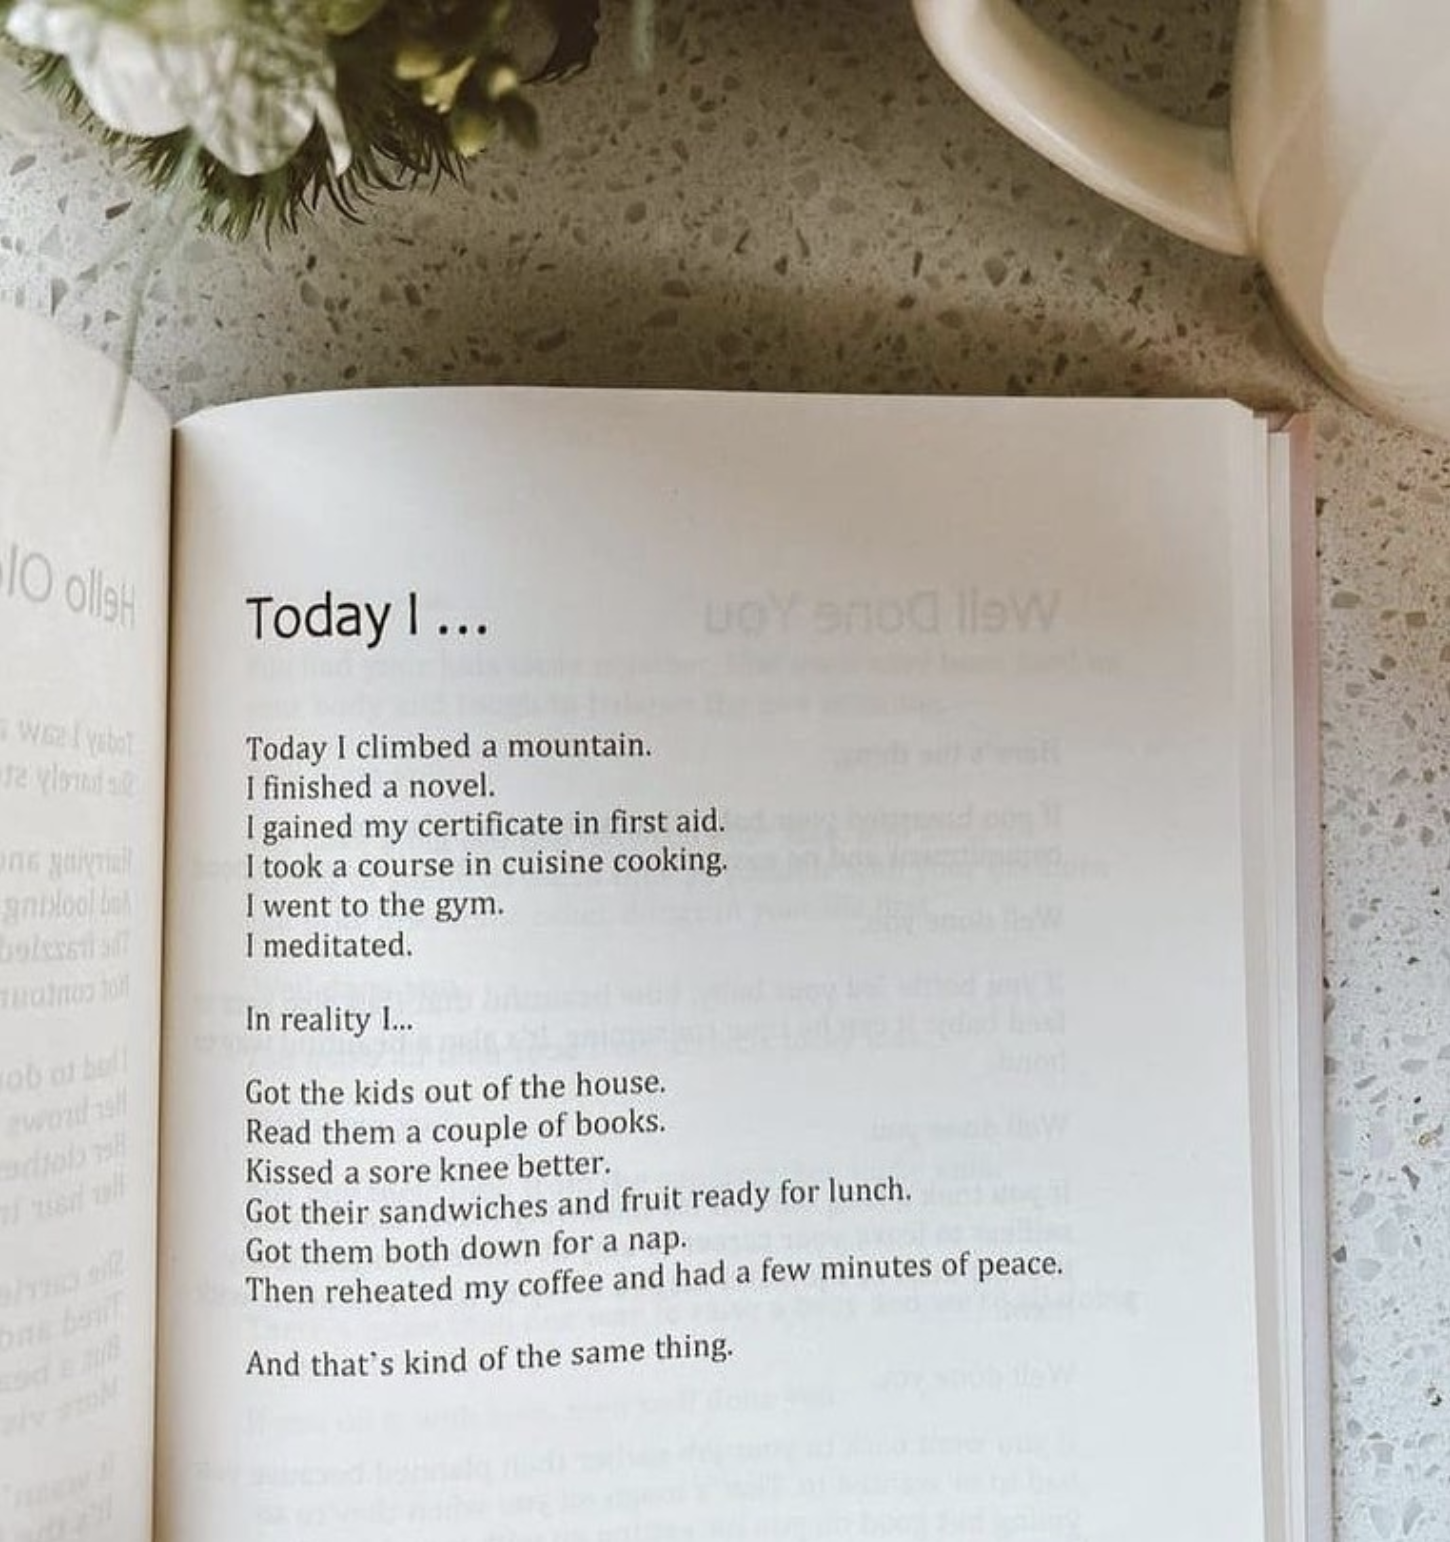 Today I ...
Today I climbed a mountain.
I finished a novel.
I gained my certificate in first aid.
I took a course in cuisine cooking.
I went to the gym.
I meditated.
In reality I...
Got the kids out of the house.
Read them a couple of books.
Kissed a sore knee better.
Got their sandwiches and fruit ready for lunch.
Got them both down for a nap.
Then reheated my coffee and had a few minutes of peace.
And that's kind of the same thing.